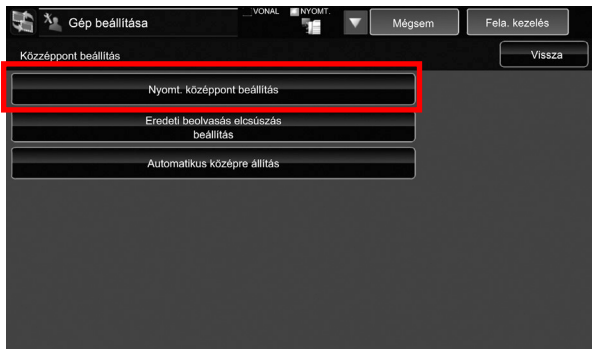 VONAL NYOMT.
Gép beállítása
Mégsem
Fela. kezelés
Közzéppont beállítás
Vissza
Nyomt. középpont beállítás
Eredeti beolvasás elcsúszás
beállítás
Automatikus középre állítás